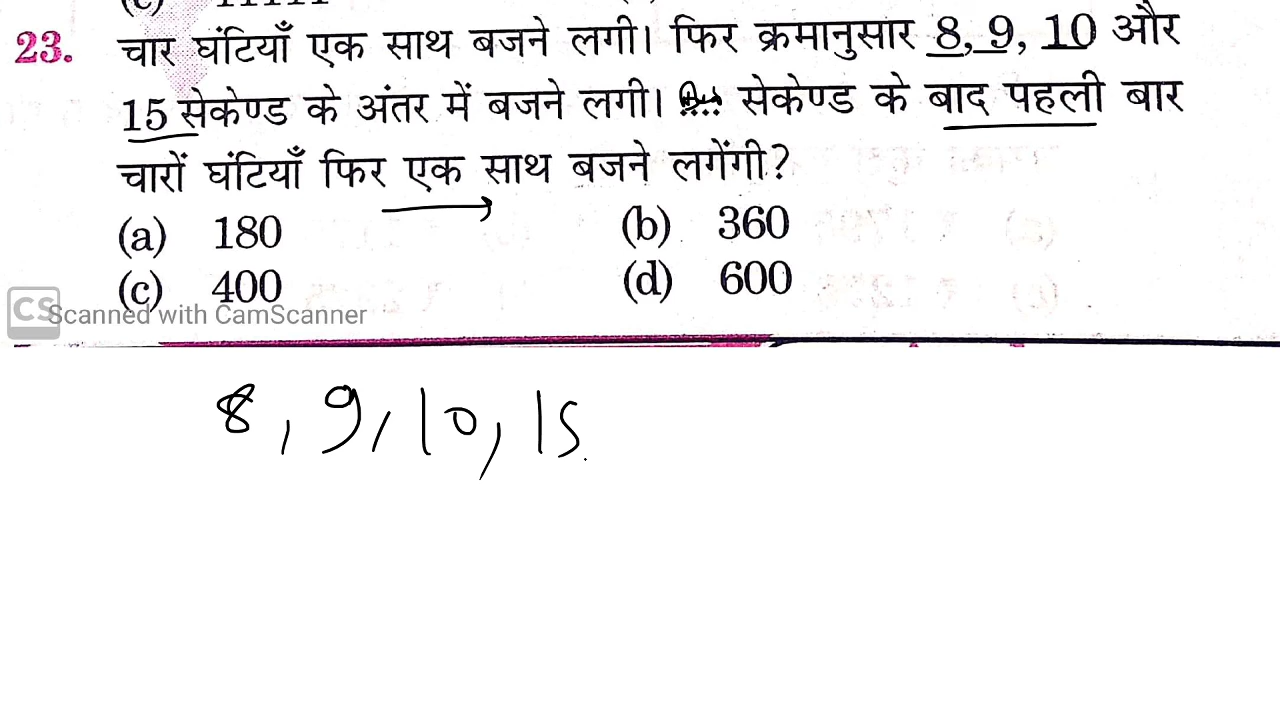 23. चार घंटियाँ एक साथ बजने लगी। फिर क्रमानुसार 8, 9, 10 और
15 सेकेण्ड के अंतर में बजने लगी। सेकेण्ड के बाद पहली बार
चारों घंटियाँ फिर एक साथ बजने लगेंगी?
(a) 180 (b) 360
(c) 400 (d) 600
CS Scanned with CamScanner
8, 9, 10, 15